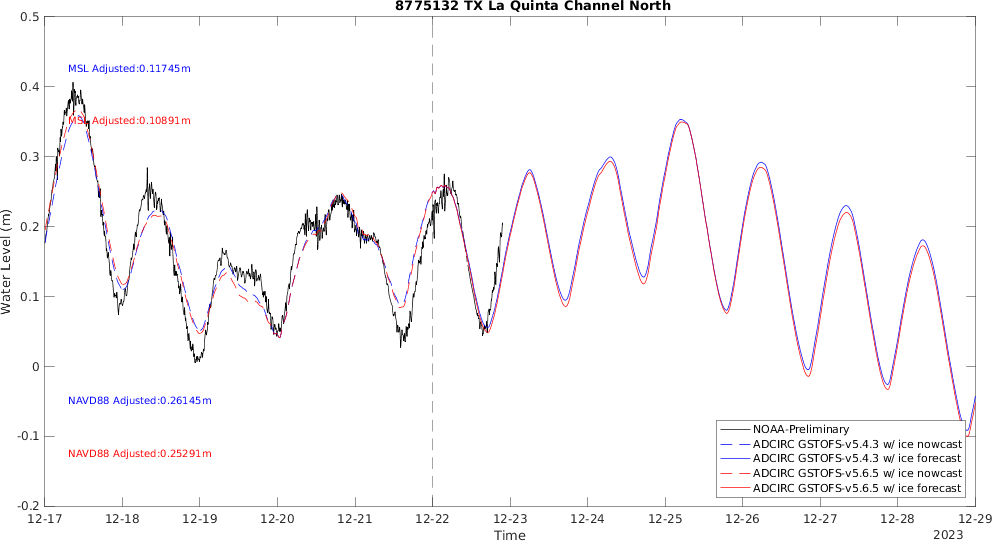 8775132 TX La Quinta Channel North
0.5
0.4
0.3
0.2
0.1
0
-0.1
-0.2
Water Level (m)
MSL Adjusted:0.11745m
MSL Adjusted:0.10891m
NAVD88 Adjusted:0.26145m
NAVD88 Adjusted:0.25291m
NOAA-Preliminary
ADCIRC GSTOFS-v5.4.3 w/ ice nowcast
ADCIRC GSTOFS-v5.4.3 w/ ice forecast
ADCIRC GSTOFS-v5.6.5 w/ ice nowcast
ADCIRC GSTOFS-v5.6.5 w/ ice forecast
12-17 12-18 12-19 12-20 12-21 12-22 12-23 12-24 12-25 12-26 12-27 12-28 12-29
Time
2023